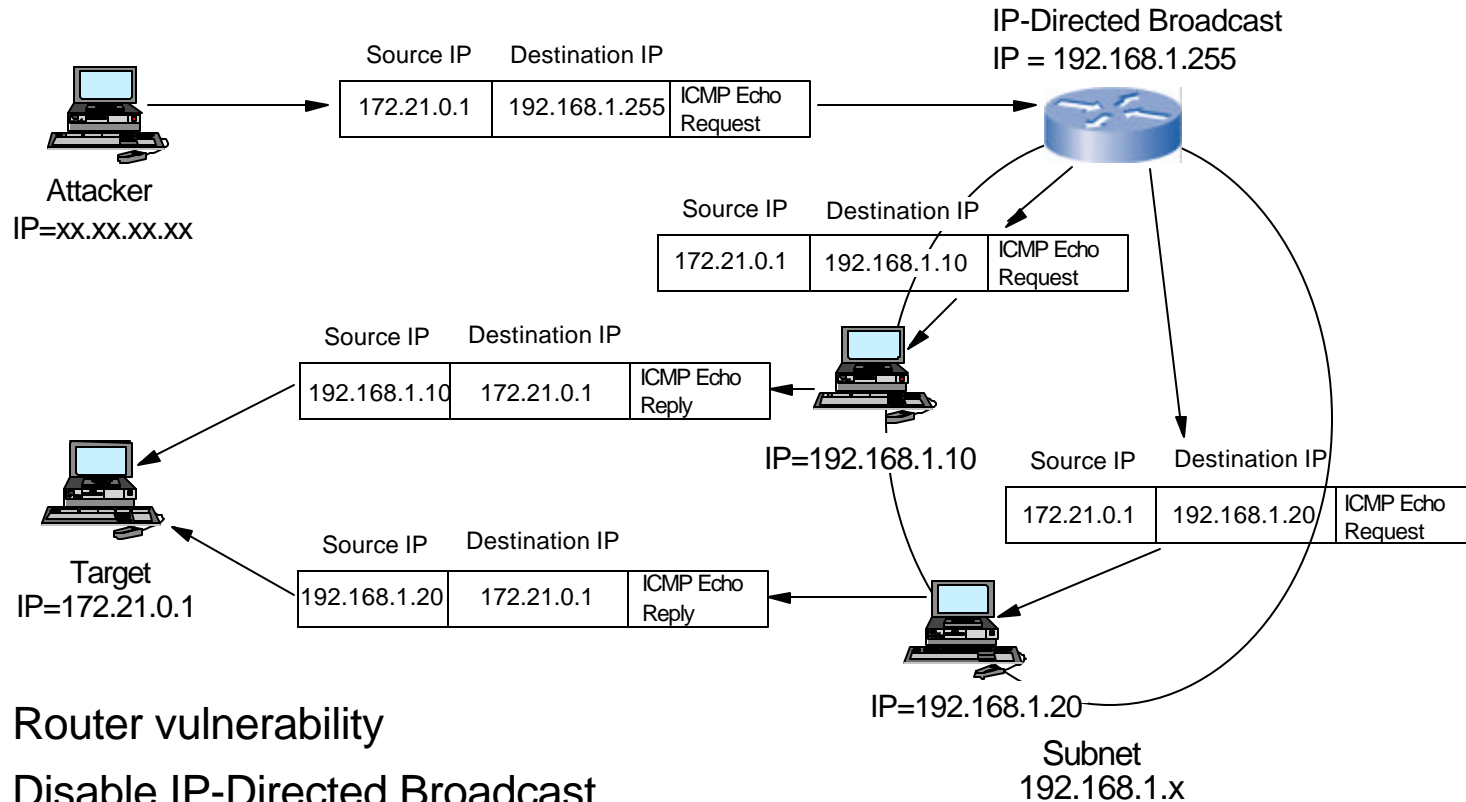 IP-Directed Broadcast
IP = 192.168.1.255
Source IP Destination IP
172.21.0.1 192.168.1.255 ICMP Echo
Request
Attacker
IP=xx.xx.xx.xx
Source IP Destination IP
172.21.0.1 192.168.1.10 ICMP Echo
Request
Source IP Destination IP
192.168.1.10 172.21.0.1 ICMP Echo
Reply
IP=192.168.1.10
Source IP Destination IP
172.21.0.1 192.168.1.20 ICMP Echo
Request
Target
IP=172.21.0.1
Source IP Destination IP
192.168.1.20 172.21.0.1 ICMP Echo
Reply
IP=192.168.1.20
Subnet
192.168.1.x
Router vulnerability
Disable IP-Directed Broadcast